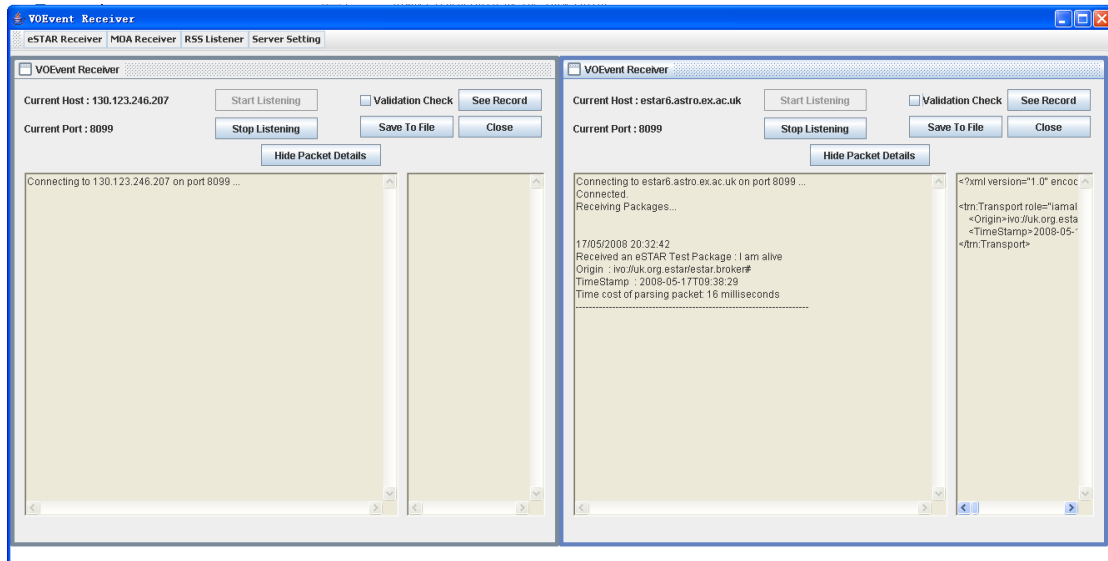 VOEvent Receiver
eSTAR Receiver MOA Receiver RSS Listener Server Setting
VOEvent Receiver
Current Host : 130.123.246.207 Start Listening Validation Check See Record
Current Port : 8099 Stop Listening Save To File Close
Hide Packet Details
Connecting to 130.123.246.207 on port 8099 ...
VOEvent Receiver
Current Host : estar6.astro.ex.ac.uk Start Listening Validation Check See Record
Current Port : 8099 Stop Listening Save To File Close
Hide Packet Details
Connecting to estar6.astro.ex.ac.uk on port 8099 ...
Connected.
Receiving Packages...
17/05/2008 20:32:42
Received an eSTAR Test Package : I am alive
Origin : ivo://uk.org.estar/estar.broker#
TimeStamp : 2008-05-17T09:38:29
Time cost of parsing packet: 16 milliseconds
--------------------------------------------------------------------------
<?xml version="1.0" encoc
<trn:Transport role="iamal
<Origin>ivo://uk.org.esta
<TimeStamp>2008-05-
</trn:Transport>